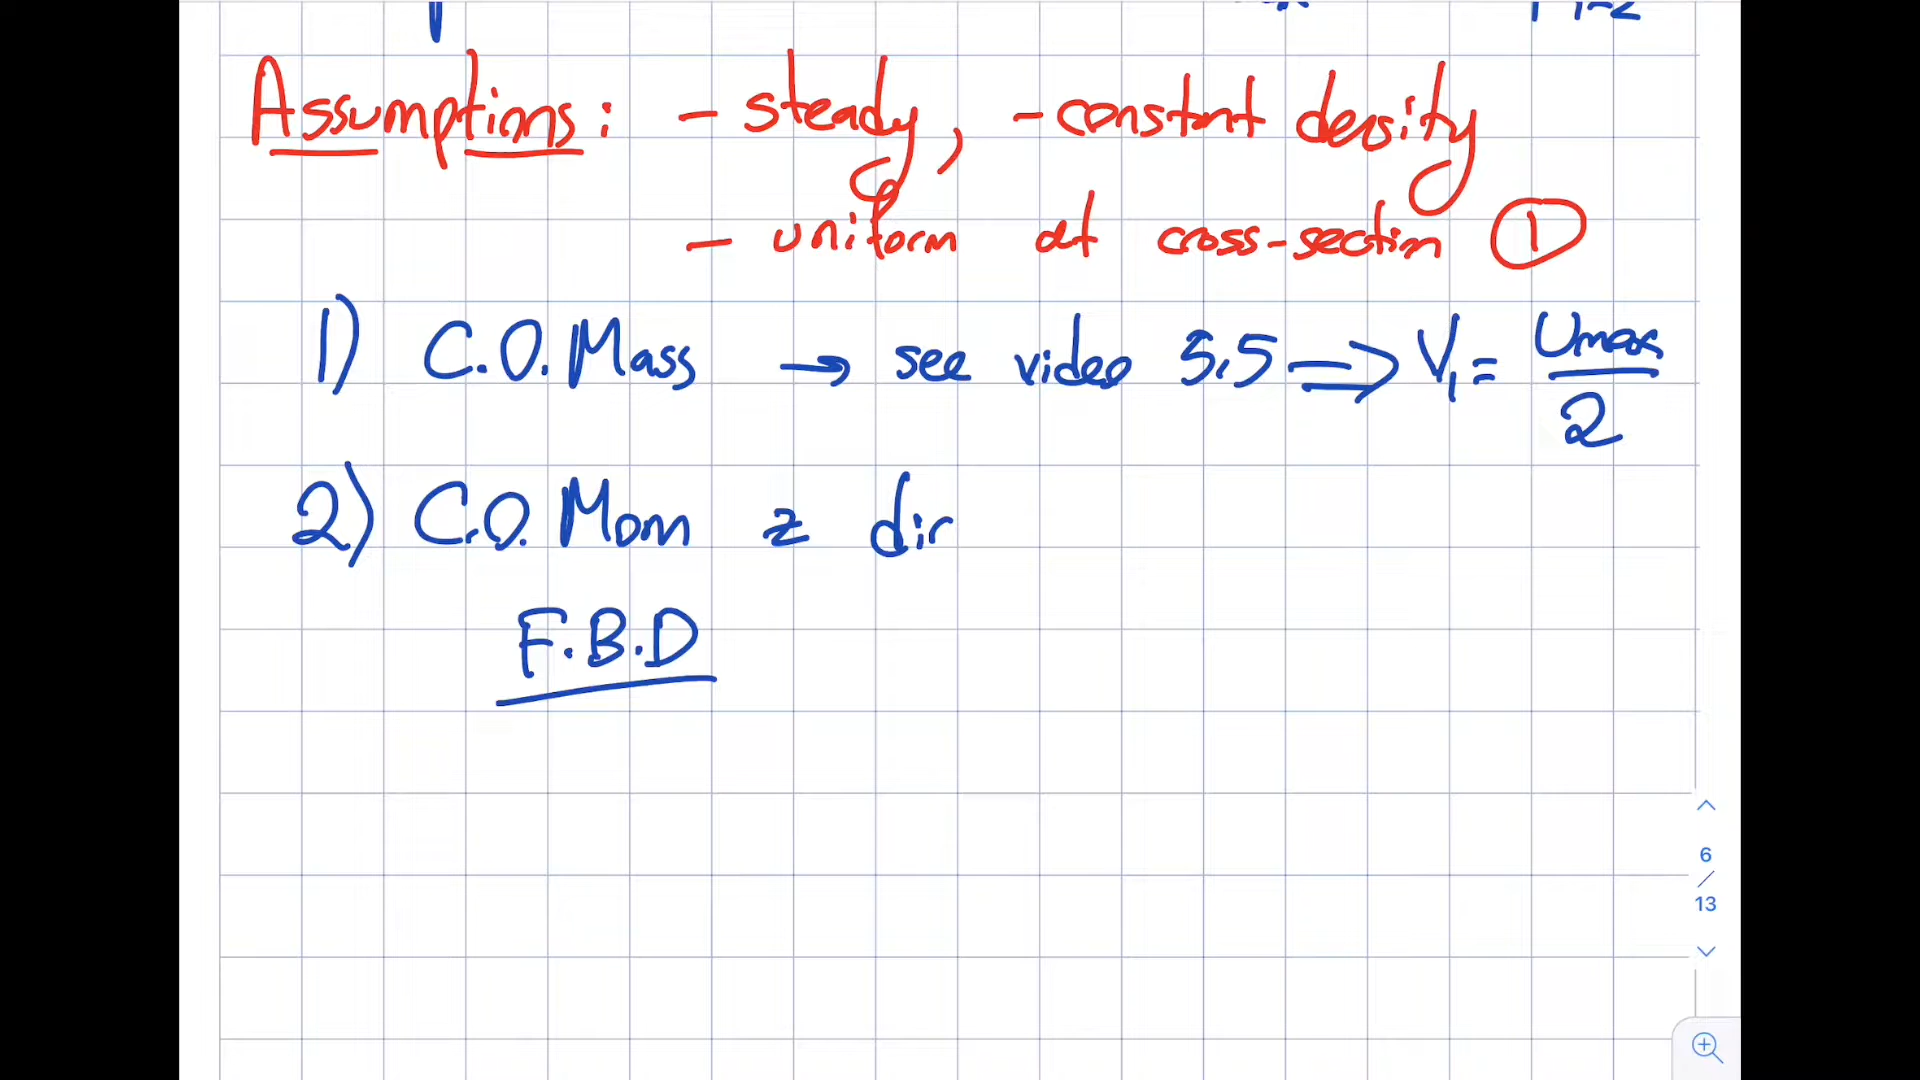 Assumptions: - steady, - constant density
- uniform at cross-section ①
1) C.O. Mass → see video 5.5 ⟹ V₁ = Umax / 2
2) C.O. Mom z dir
F.B.D
6
/
13